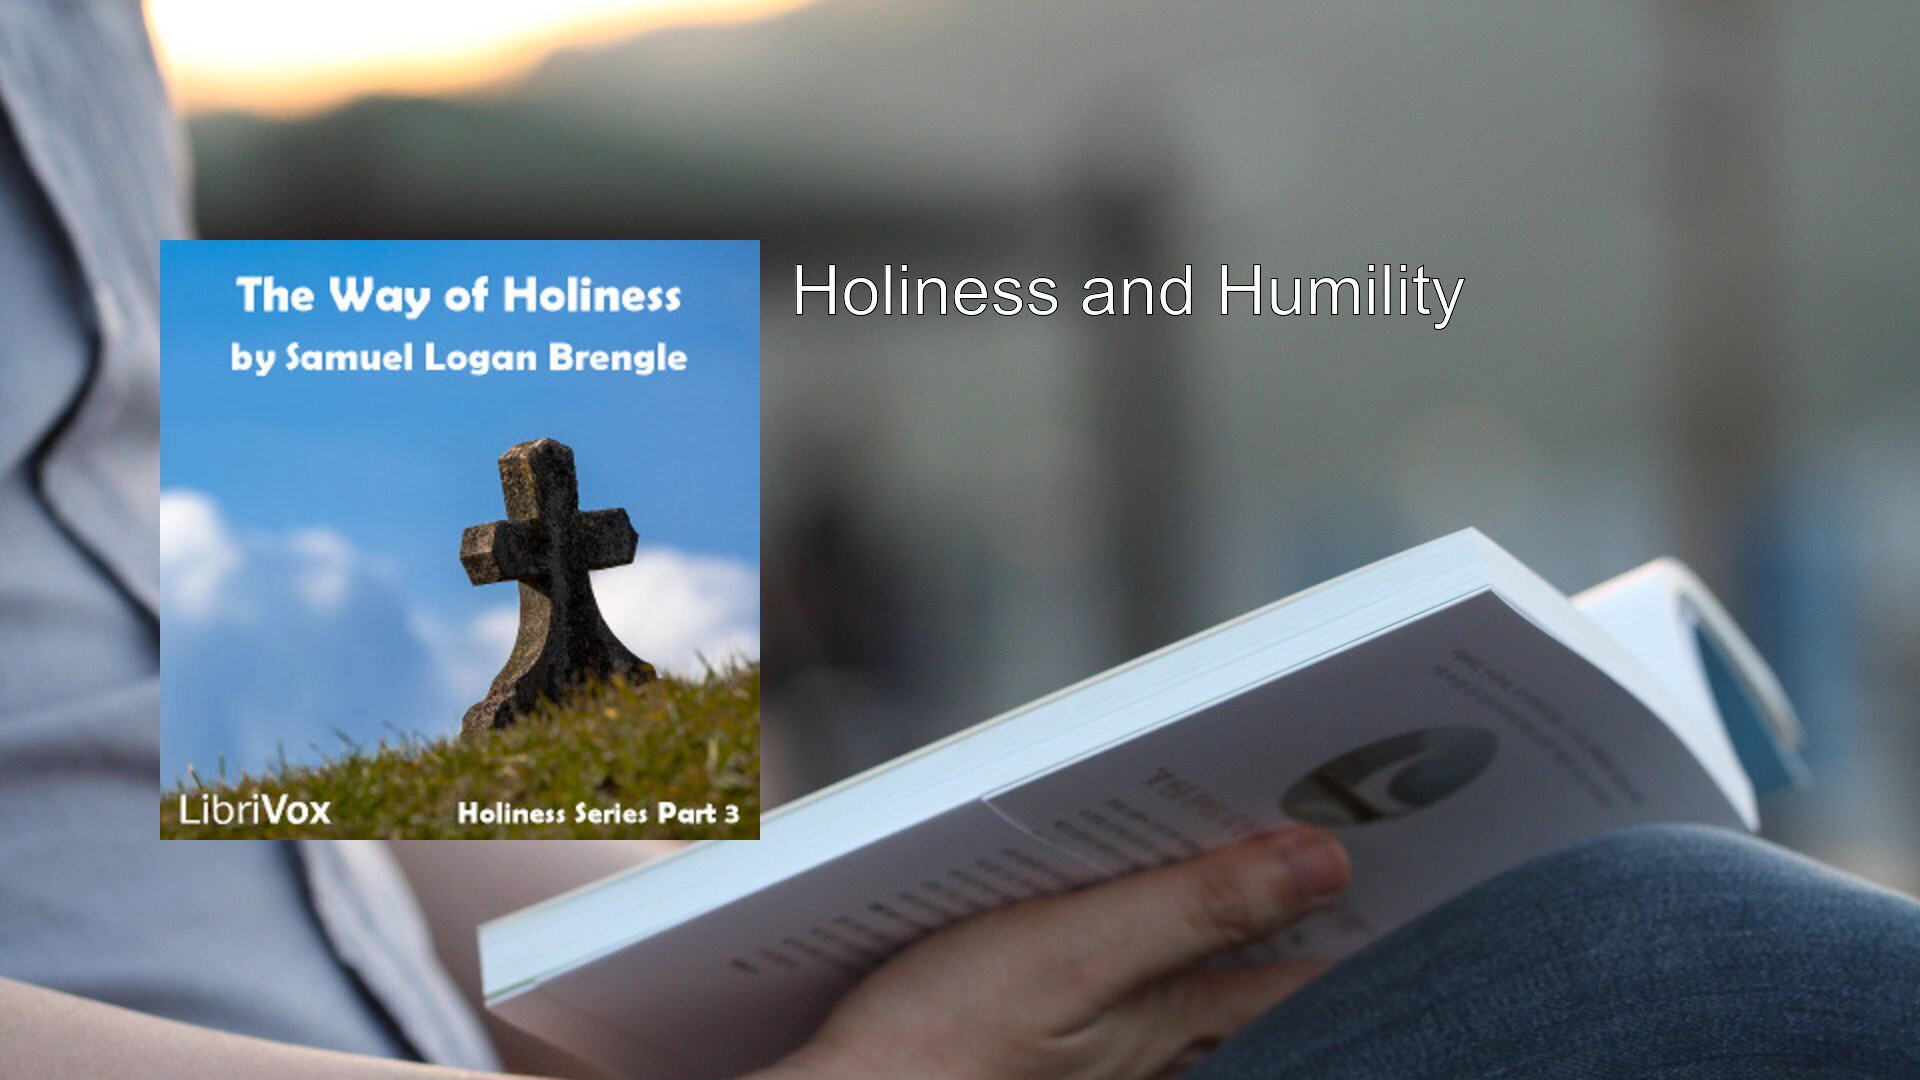 The Way of Holiness
by Samuel Logan Brengle
LibriVox
Holiness Series Part 3
Holiness and Humility